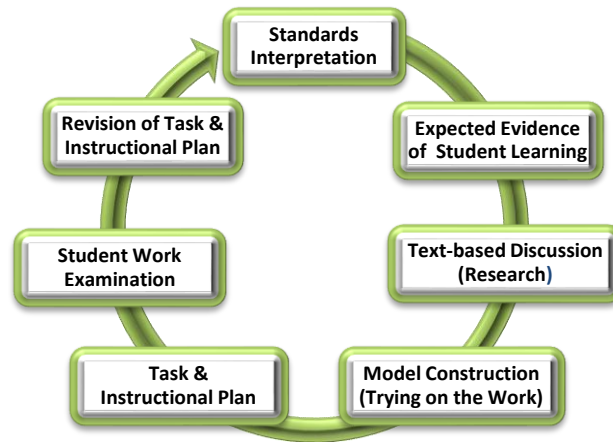 Standards
Interpretation
Expected Evidence
of Student Learning
Text-based Discussion
(Research)
Model Construction
(Trying on the Work)
Task &
Instructional Plan
Student Work
Examination
Revision of Task &
Instructional Plan